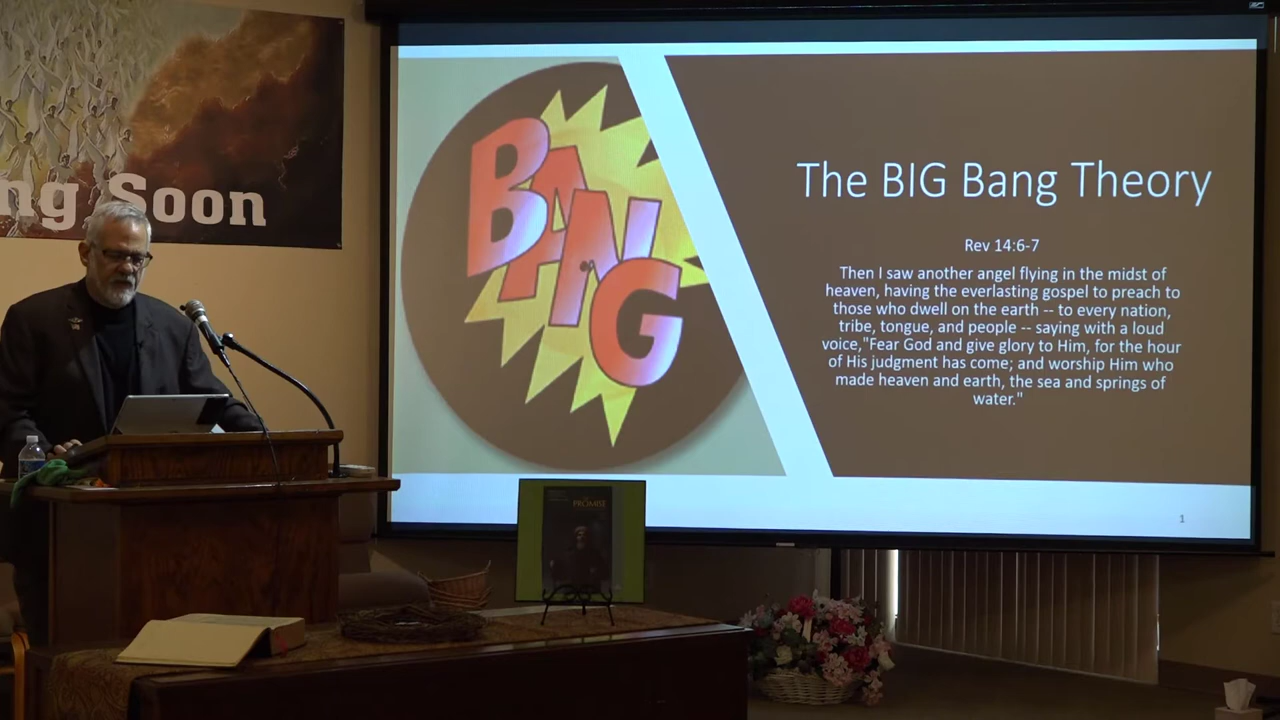 ng Soon
BANG
The BIG Bang Theory
Rev 14:6-7
Then I saw another angel flying in the midst of
heaven, having the everlasting gospel to preach to
those who dwell on the earth -- to every nation,
tribe, tongue, and people -- saying with a loud
voice,"Fear God and give glory to Him, for the hour
of His judgment has come; and worship Him who
made heaven and earth, the sea and springs of
water."
1
PROMISE